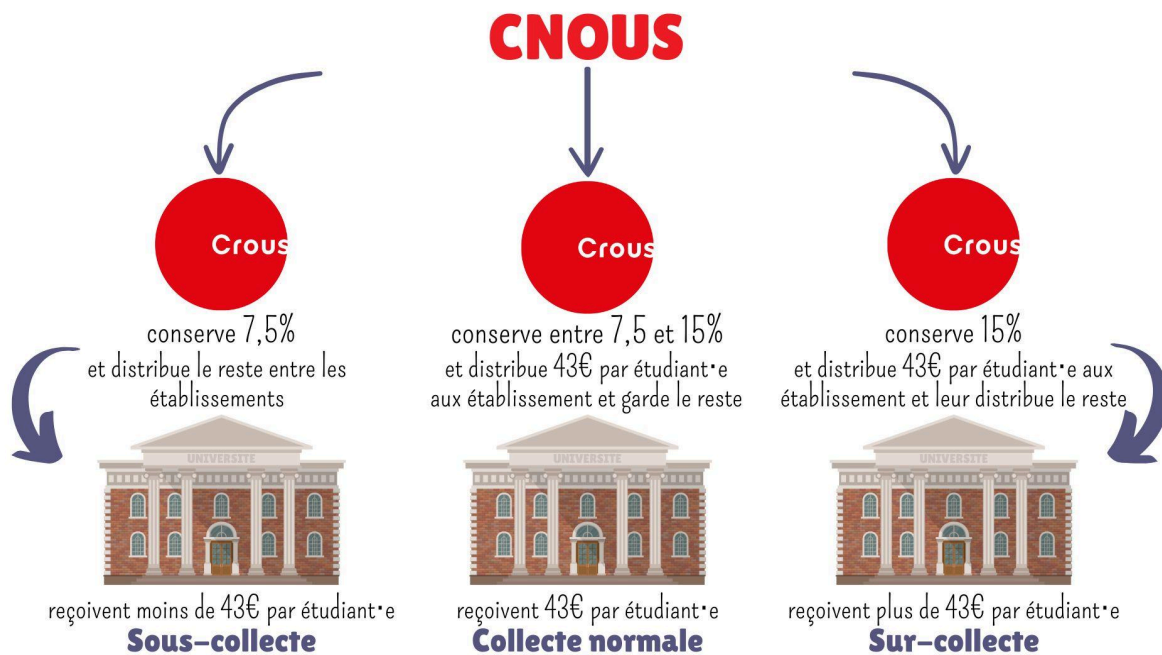 CNOUS
Crous
conserve 7,5%
et distribue le reste entre les
établissements
UNIVERSITE
reçoivent moins de 43€ par étudiant·e
Sous-collecte
Crous
conserve entre 7,5 et 15%
et distribue 43€ par étudiant·e
aux établissement et garde le reste
UNIVERSITE
reçoivent 43€ par étudiant·e
Collecte normale
Crous
conserve 15%
et distribue 43€ par étudiant·e aux
établissement et leur distribue le reste
UNIVERSITE
reçoivent plus de 43€ par étudiant·e
Sur-collecte